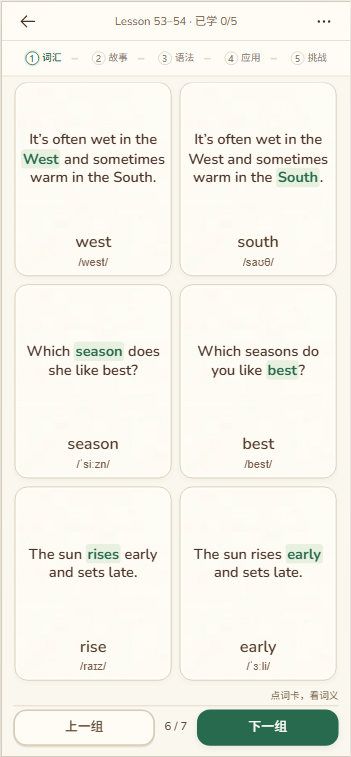 Lesson 53–54 · 已学 0/5
1 词汇 2 故事 3 语法 4 应用 5 挑战
It's often wet in the
West and sometimes
warm in the South.
west
/west/
It's often wet in the
West and sometimes
warm in the South.
south
/saʊθ/
Which season does
she like best?
season
/ˈsiːzn/
Which seasons do
you like best?
best
/best/
The sun rises early
and sets late.
rise
/raɪz/
The sun rises early
and sets late.
early
/ˈɜːli/
点词卡，看词义
上一组
6 / 7
下一组